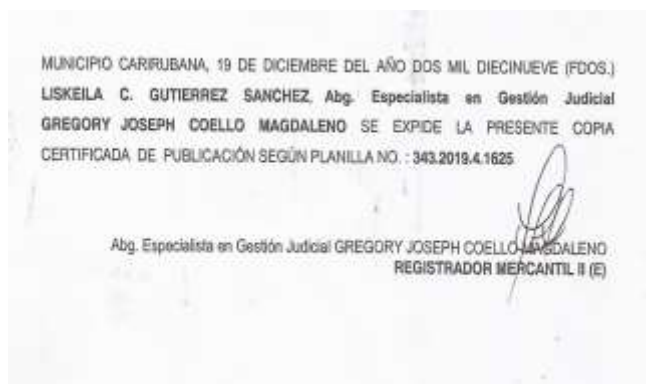 MUNICIPIO CARIRUBANA, 19 DE DICIEMBRE DEL AÑO DOS MIL DIECINUEVE (FDOS.)
LISKEILA C. GUTIERREZ SANCHEZ, Abg. Especialista en Gestión Judicial
GREGORY JOSEPH COELLO MAGDALENO SE EXPIDE LA PRESENTE COPIA
CERTIFICADA DE PUBLICACIÓN SEGÚN PLANILLA NO. : 343.2019.4.1625
Abg. Especialista en Gestión Judicial GREGORY JOSEPH COELLO MAGDALENO
REGISTRADOR MERCANTIL II (E)